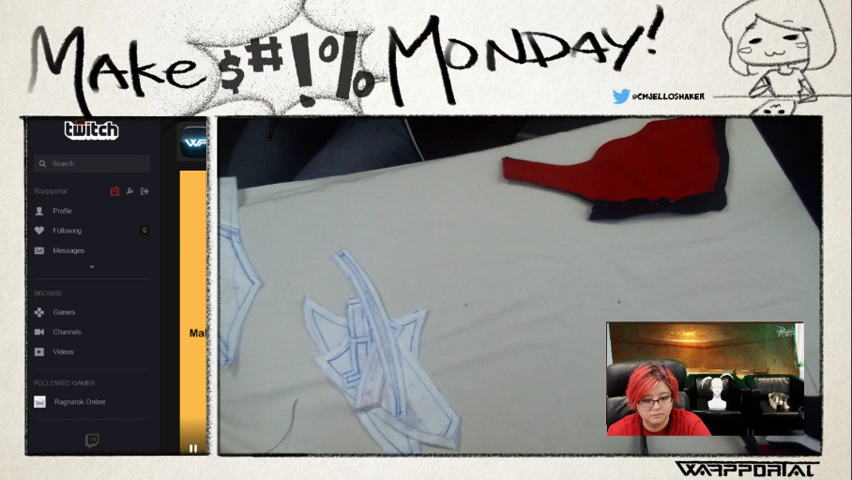 Make $#!% Monday!
@CMJELLOSHAKER
twitch
Search
Warpportal
Profile
Following
0
Messages
BROWSE
Games
Channels
Videos
FOLLOWED GAMES
Ragnarok Online
WARPPORTAL